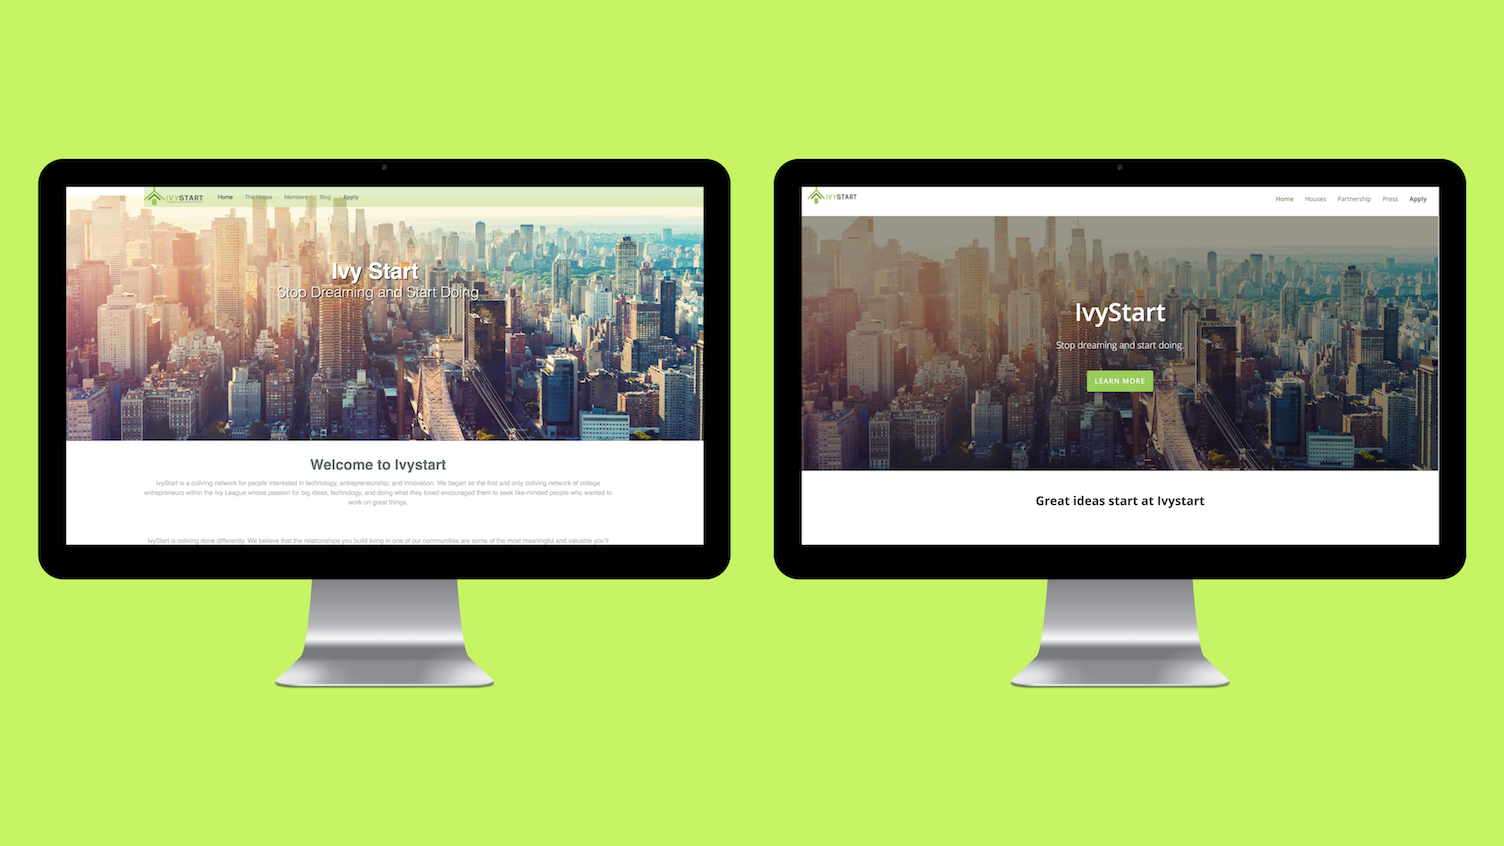 IVYSTART
Home The House Members Blog Apply
Ivy Start
Stop Dreaming and Start Doing
Welcome to Ivystart
IvyStart is a coliving network for people interested in technology, entrepreneurship, and innovation. We began as the first and only coliving network of college
entrepreneurs within the Ivy League whose passion for big ideas, technology, and doing what they loved encouraged them to seek like-minded people who wanted to
work on great things.
IvyStart is coliving done differently. We believe that the relationships you build living in one of our communities are some of the most meaningful and valuable you'll
IVYSTART
Home Houses Partnership Press Apply
IvyStart
Stop dreaming and start doing.
LEARN MORE
Great ideas start at Ivystart